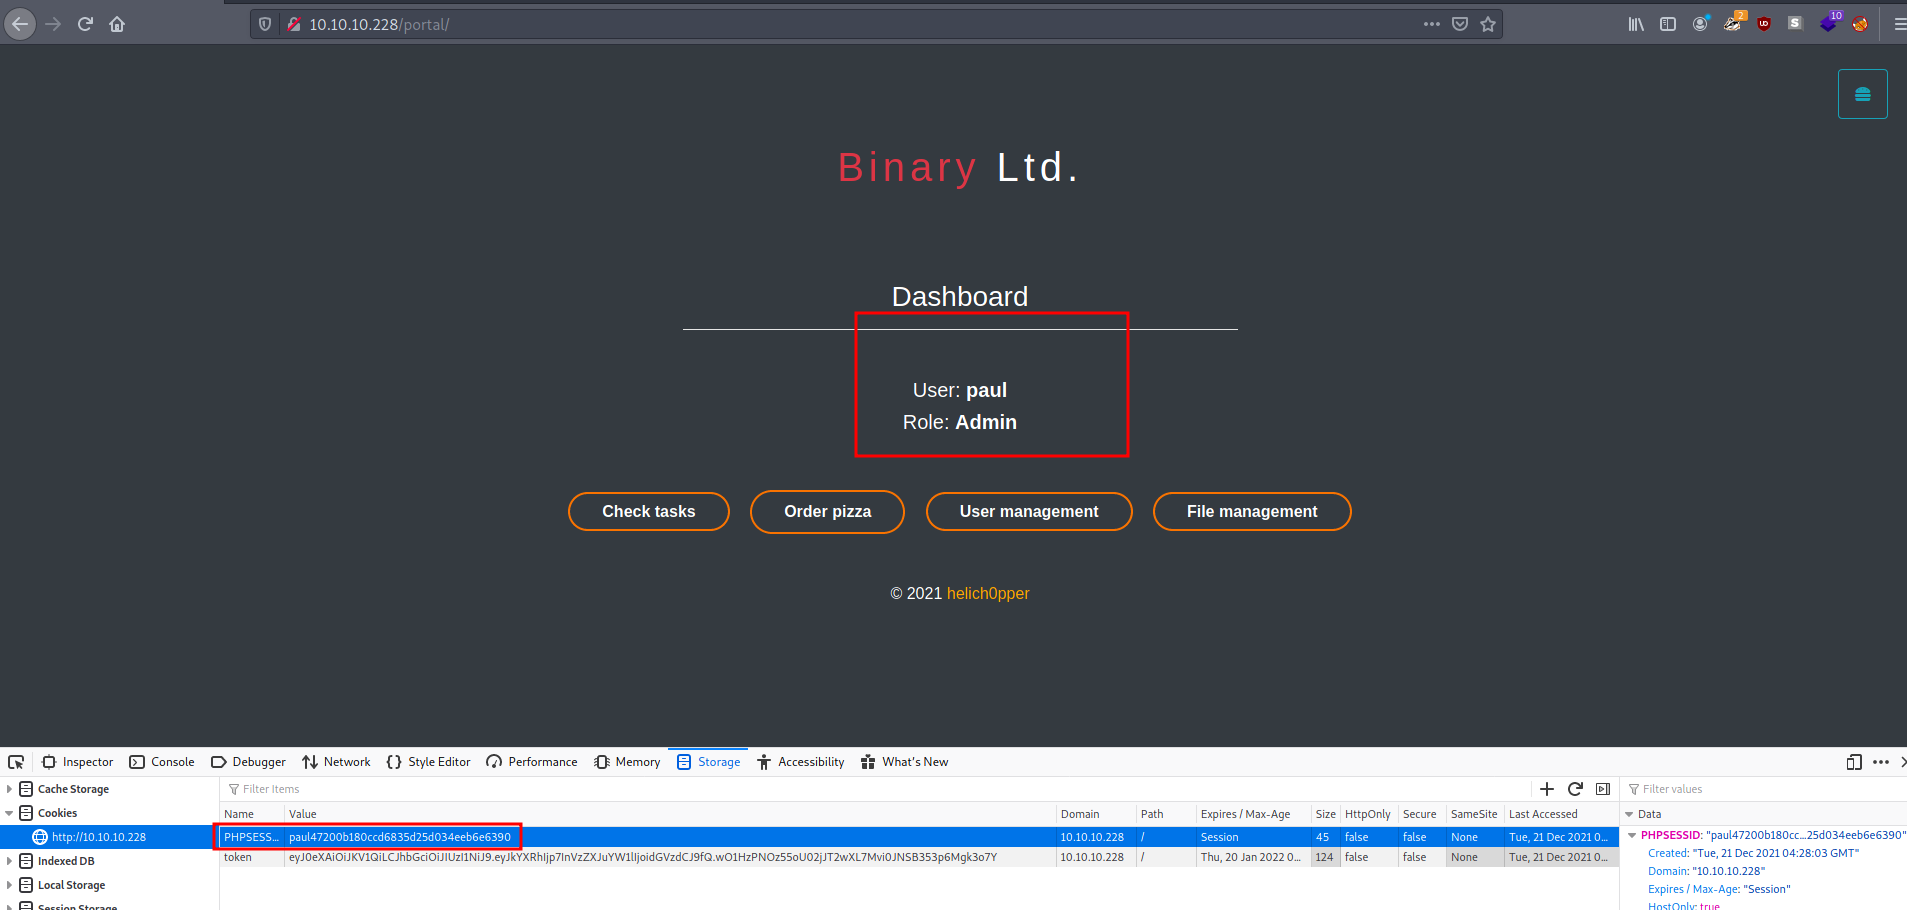 10.10.10.228/portal/
2
10
Binary Ltd.
Dashboard
User: paul
Role: Admin
Check tasks
Order pizza
User management
File management
© 2021 helich0pper
Inspector
Console
Debugger
Network
Style Editor
Performance
Memory
Storage
Accessibility
What's New
Cache Storage
Cookies
http://10.10.10.228
Indexed DB
Local Storage
Session Storage
Filter Items
Name Value Domain Path Expires / Max-Age Size HttpOnly Secure SameSite Last Accessed
PHPSESS... paul47200b180ccd6835d25d034eeb6e6390 10.10.10.228 / Session 45 false false None Tue, 21 Dec 2021 0...
token eyJ0eXAiOiJKV1QiLCJhbGciOiJIUzI1NiJ9.eyJkYXRhIjp7InVzZXJuYW1lIjoidGVzdCJ9fQ.wO1HzPNOz55oU02jJT2wXL7Mvi0JNSB353p6Mgk3o7Y 10.10.10.228 / Thu, 20 Jan 2022 0... 124 false false None Tue, 21 Dec 2021 0...
Filter values
Data
PHPSESSID: "paul47200b180cc...25d034eeb6e6390"
Created: "Tue, 21 Dec 2021 04:28:03 GMT"
Domain: "10.10.10.228"
Expires / Max-Age: "Session"
HostOnly: true